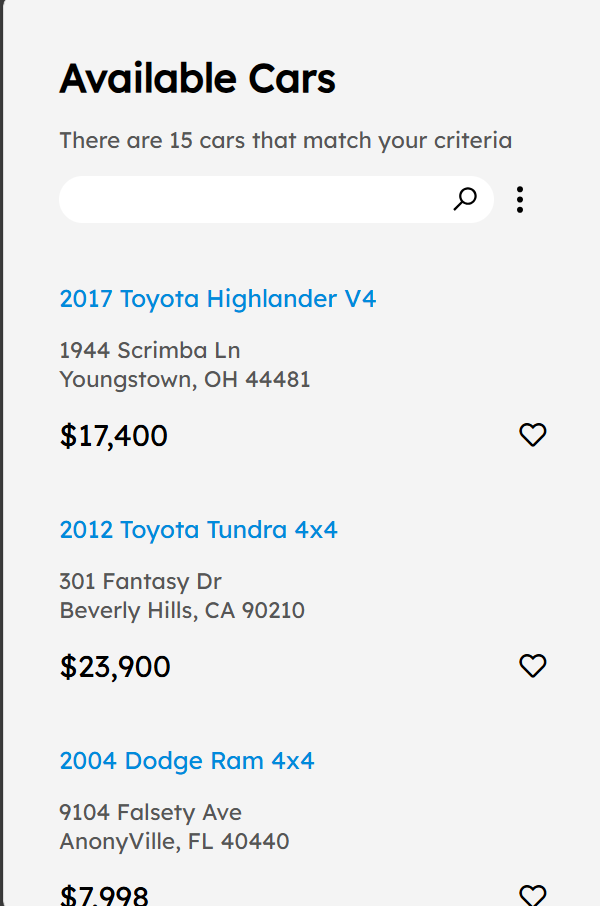 Available Cars
There are 15 cars that match your criteria
2017 Toyota Highlander V4
1944 Scrimba Ln
Youngstown, OH 44481
$17,400
2012 Toyota Tundra 4x4
301 Fantasy Dr
Beverly Hills, CA 90210
$23,900
2004 Dodge Ram 4x4
9104 Falsety Ave
AnonyVille, FL 40440
$7,998